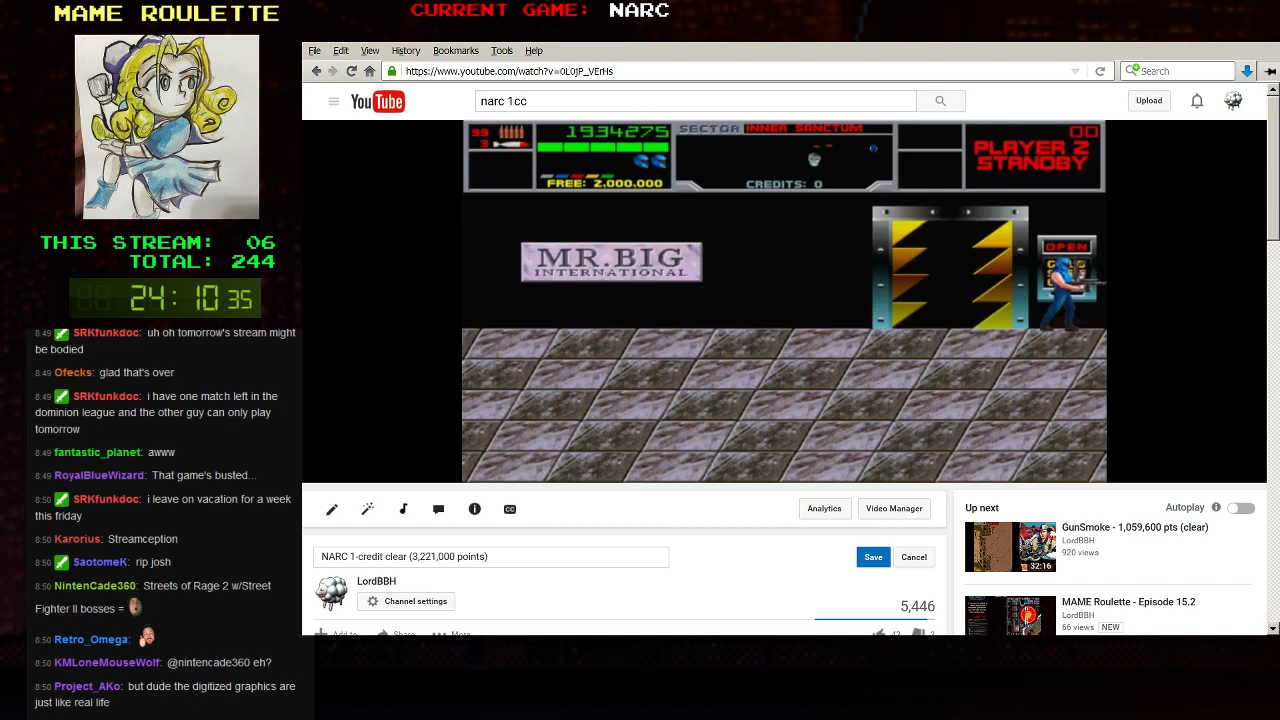 MAME ROULETTE
CURRENT GAME: NARC
THIS STREAM: 06
TOTAL: 244
24:10 35
8:49 SRKfunkdoc: uh oh tomorrow's stream might
be bodied
8:49 Ofecks: glad that's over
8:49 SRKfunkdoc: i have one match left in the
dominion league and the other guy can only play
tomorrow
8:49 fantastic_planet: awww
8:49 RoyalBlueWizard: That game's busted...
8:50 SRKfunkdoc: i leave on vacation for a week
this friday
8:50 Karorius: Streamception
8:50 SaotomeK: rip josh
8:50 NintenCade360: Streets of Rage 2 w/Street
Fighter II bosses =
8:50 Retro_Omega:
8:50 KMLoneMouseWolf: @nintencade360 eh?
8:50 Project_AKo: but dude the digitized graphics are
just like real life
File Edit View History Bookmarks Tools Help
https://www.youtube.com/watch?v=0L0jP_VErHs
Search
YouTube
narc 1cc
Upload
99
3
1934275
FREE: 2,000,000
SECTOR INNER SANCTUM
CREDITS: 0
00
PLAYER 2
STANDBY
MR.BIG
INTERNATIONAL
OPEN
Analytics
Video Manager
NARC 1-credit clear (3,221,000 points)
Save
Cancel
LordBBH
Channel settings
5,446
Add to
Share
More
43
3
Up next
Autoplay
GunSmoke - 1,059,600 pts (clear)
LordBBH
920 views
32:16
MAME Roulette - Episode 15.2
LordBBH
66 views NEW